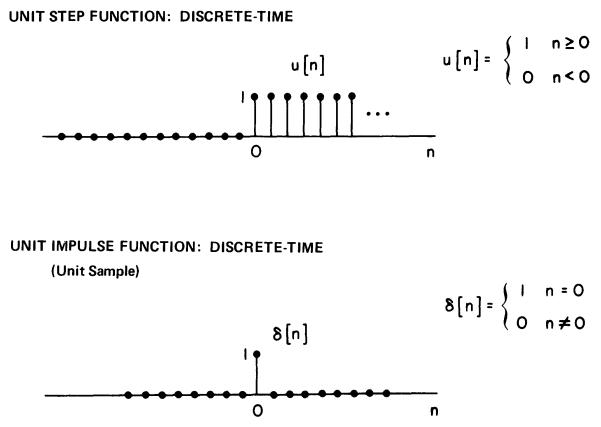 UNIT STEP FUNCTION: DISCRETE-TIME
u[n]
u[n] = { 1 n ≥ 0
0 n < 0
1
...
0 n
UNIT IMPULSE FUNCTION: DISCRETE-TIME
(Unit Sample)
δ[n] = { 1 n = 0
0 n ≠ 0
δ[n]
1
0 n